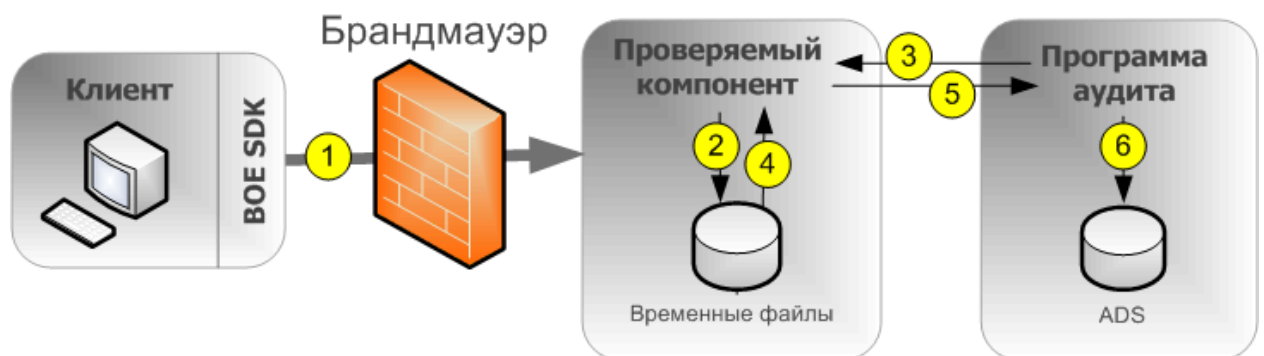 Брандмауэр
Клиент
BOE SDK
1
Проверяемый
компонент
2
4
Временные файлы
3
5
Программа
аудита
6
ADS